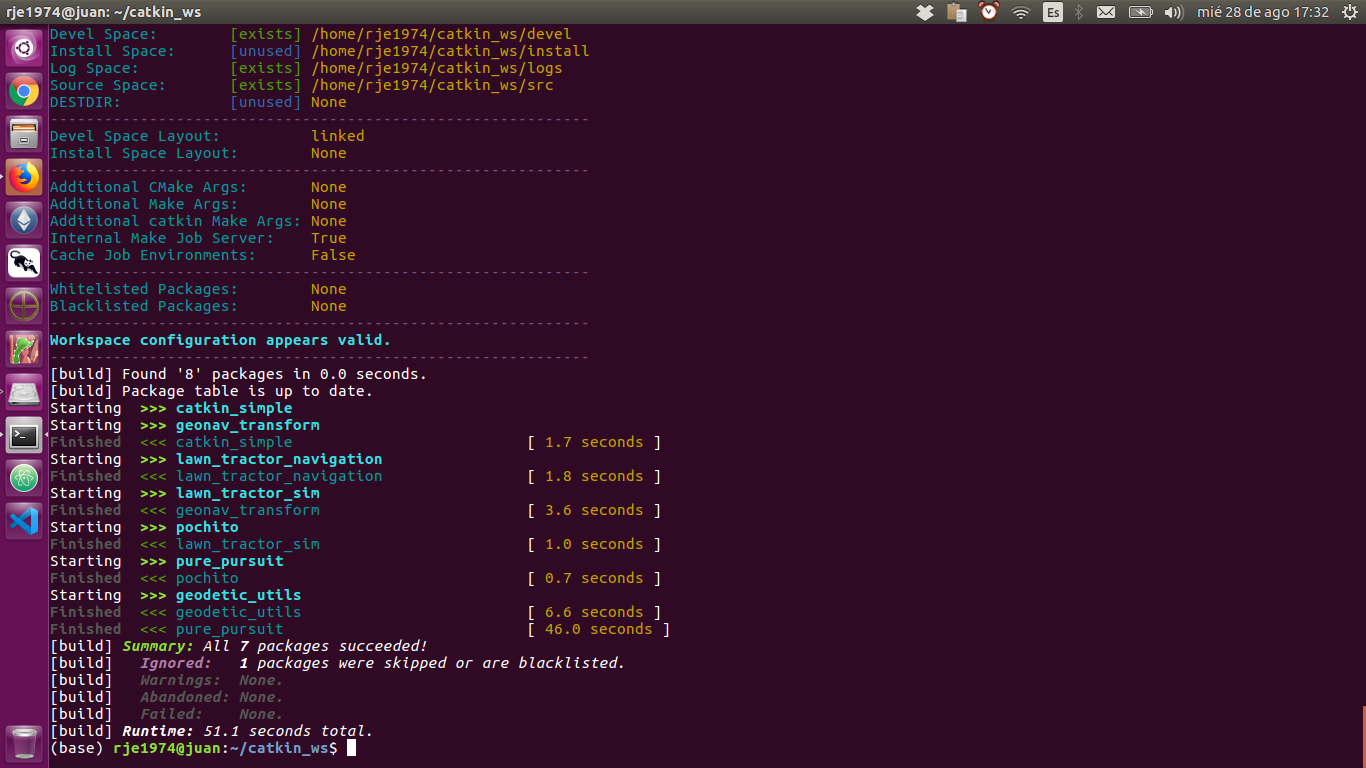 rje1974@juan: ~/catkin_ws
Es
mié 28 de ago 17:32
Devel Space: [exists] /home/rje1974/catkin_ws/devel
Install Space: [unused] /home/rje1974/catkin_ws/install
Log Space: [exists] /home/rje1974/catkin_ws/logs
Source Space: [exists] /home/rje1974/catkin_ws/src
DESTDIR: [unused] None
------------------------------------------------------------
Devel Space Layout: linked
Install Space Layout: None
------------------------------------------------------------
Additional CMake Args: None
Additional Make Args: None
Additional catkin Make Args: None
Internal Make Job Server: True
Cache Job Environments: False
------------------------------------------------------------
Whitelisted Packages: None
Blacklisted Packages: None
------------------------------------------------------------
Workspace configuration appears valid.
------------------------------------------------------------
[build] Found '8' packages in 0.0 seconds.
[build] Package table is up to date.
Starting >>> catkin_simple
Starting >>> geonav_transform
Finished <<< catkin_simple [ 1.7 seconds ]
Starting >>> lawn_tractor_navigation
Finished <<< lawn_tractor_navigation [ 1.8 seconds ]
Starting >>> lawn_tractor_sim
Finished <<< geonav_transform [ 3.6 seconds ]
Starting >>> pochito
Finished <<< lawn_tractor_sim [ 1.0 seconds ]
Starting >>> pure_pursuit
Finished <<< pochito [ 0.7 seconds ]
Starting >>> geodetic_utils
Finished <<< geodetic_utils [ 6.6 seconds ]
Finished <<< pure_pursuit [ 46.0 seconds ]
[build] Summary: All 7 packages succeeded!
[build] Ignored: 1 packages were skipped or are blacklisted.
[build] Warnings: None.
[build] Abandoned: None.
[build] Failed: None.
[build] Runtime: 51.1 seconds total.
(base) rje1974@juan:~/catkin_ws$